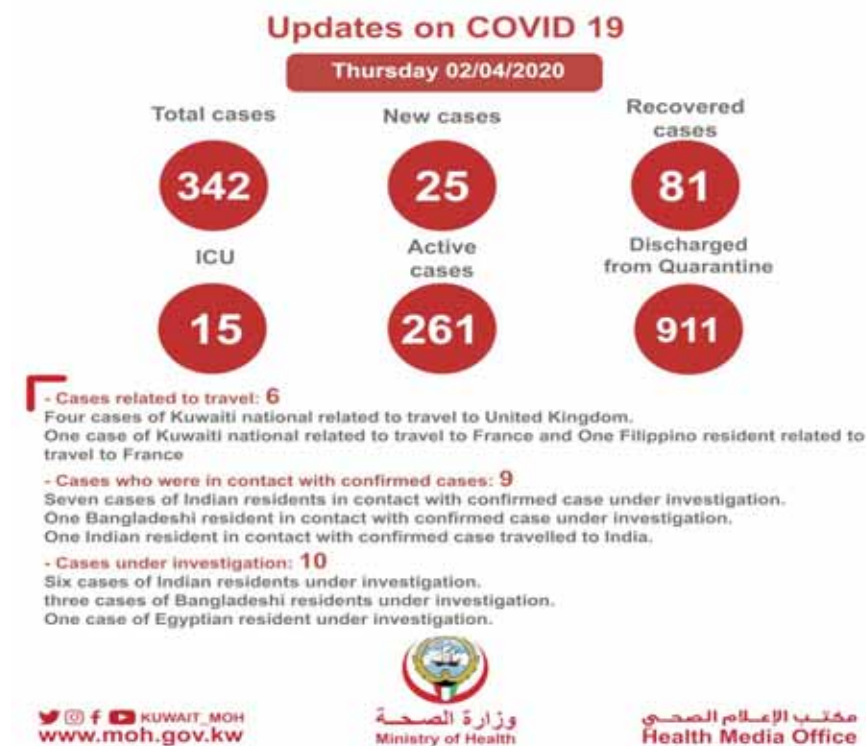 Updates on COVID 19
Thursday 02/04/2020
Total cases
342
New cases
25
Recovered
cases
81
ICU
15
Active
cases
261
Discharged
from Quarantine
911
- Cases related to travel: 6
Four cases of Kuwaiti national related to travel to United Kingdom.
One case of Kuwaiti national related to travel to France and One Filippino resident related to
travel to France
- Cases who were in contact with confirmed cases: 9
Seven cases of Indian residents in contact with confirmed case under investigation.
One Bangladeshi resident in contact with confirmed case under investigation.
One Indian resident in contact with confirmed case travelled to India.
- Cases under investigation: 10
Six cases of Indian residents under investigation.
three cases of Bangladeshi residents under investigation.
One case of Egyptian resident under investigation.
KUWAIT_MOH
www.moh.gov.kw
وزارة الصحة
Ministry of Health
مكتب الإعلام الصحي
Health Media Office